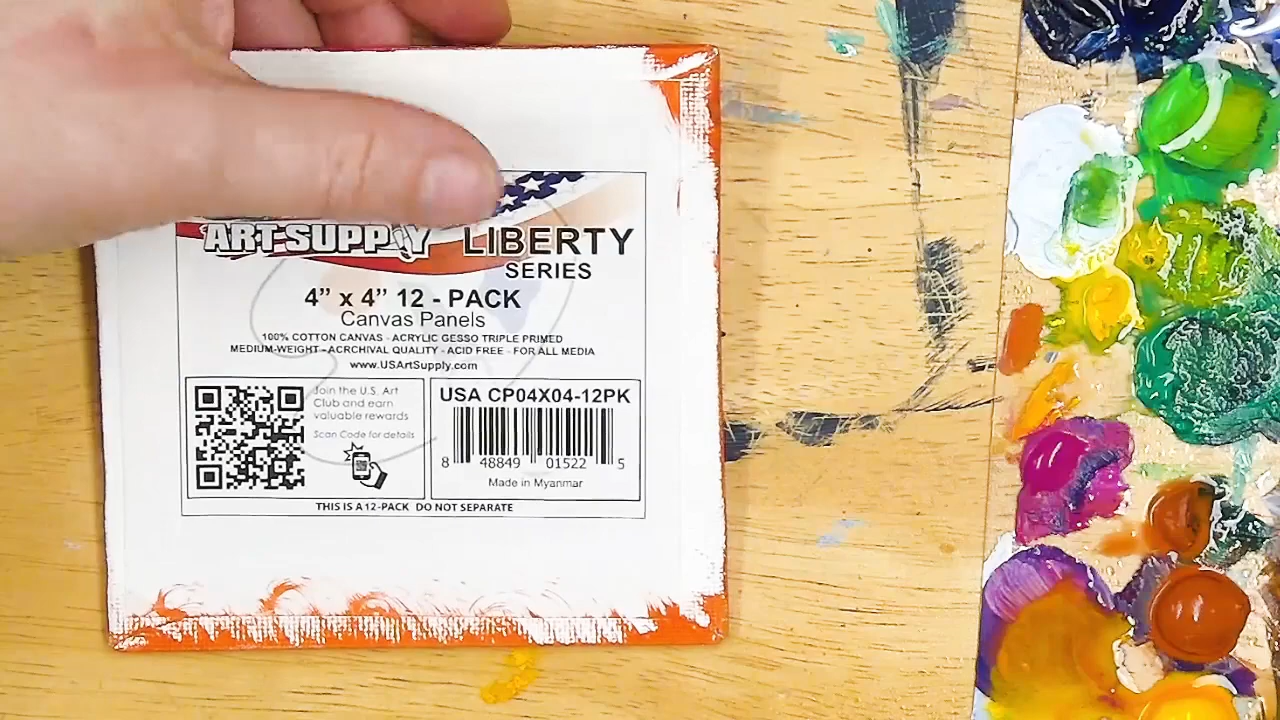 ART SUPPLY
LIBERTY
SERIES
4” x 4” 12 - PACK
Canvas Panels
100% COTTON CANVAS - ACRYLIC GESSO TRIPLE PRIMED
MEDIUM-WEIGHT - ACRCHIVAL QUALITY - ACID FREE - FOR ALL MEDIA
www.USArtSupply.com
Join the U.S. Art
Club and earn
valuable rewards
Scan Code for details
USA CP04X04-12PK
8 48849 01522 5
Made in Myanmar
THIS IS A 12-PACK DO NOT SEPARATE